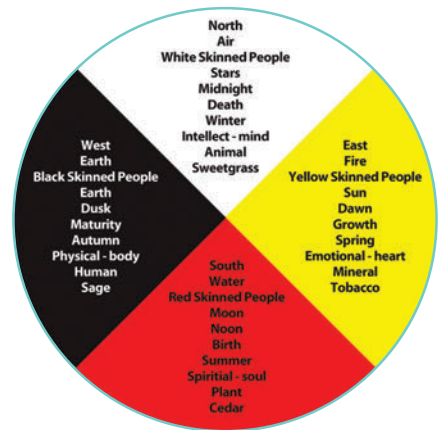 North
Air
White Skinned People
Stars
Midnight
Death
Winter
Intellect - mind
Animal
Sweetgrass
West
Earth
Black Skinned People
Earth
Dusk
Maturity
Autumn
Physical - body
Human
Sage
East
Fire
Yellow Skinned People
Sun
Dawn
Growth
Spring
Emotional - heart
Mineral
Tobacco
South
Water
Red Skinned People
Moon
Noon
Birth
Summer
Spiritial - soul
Plant
Cedar